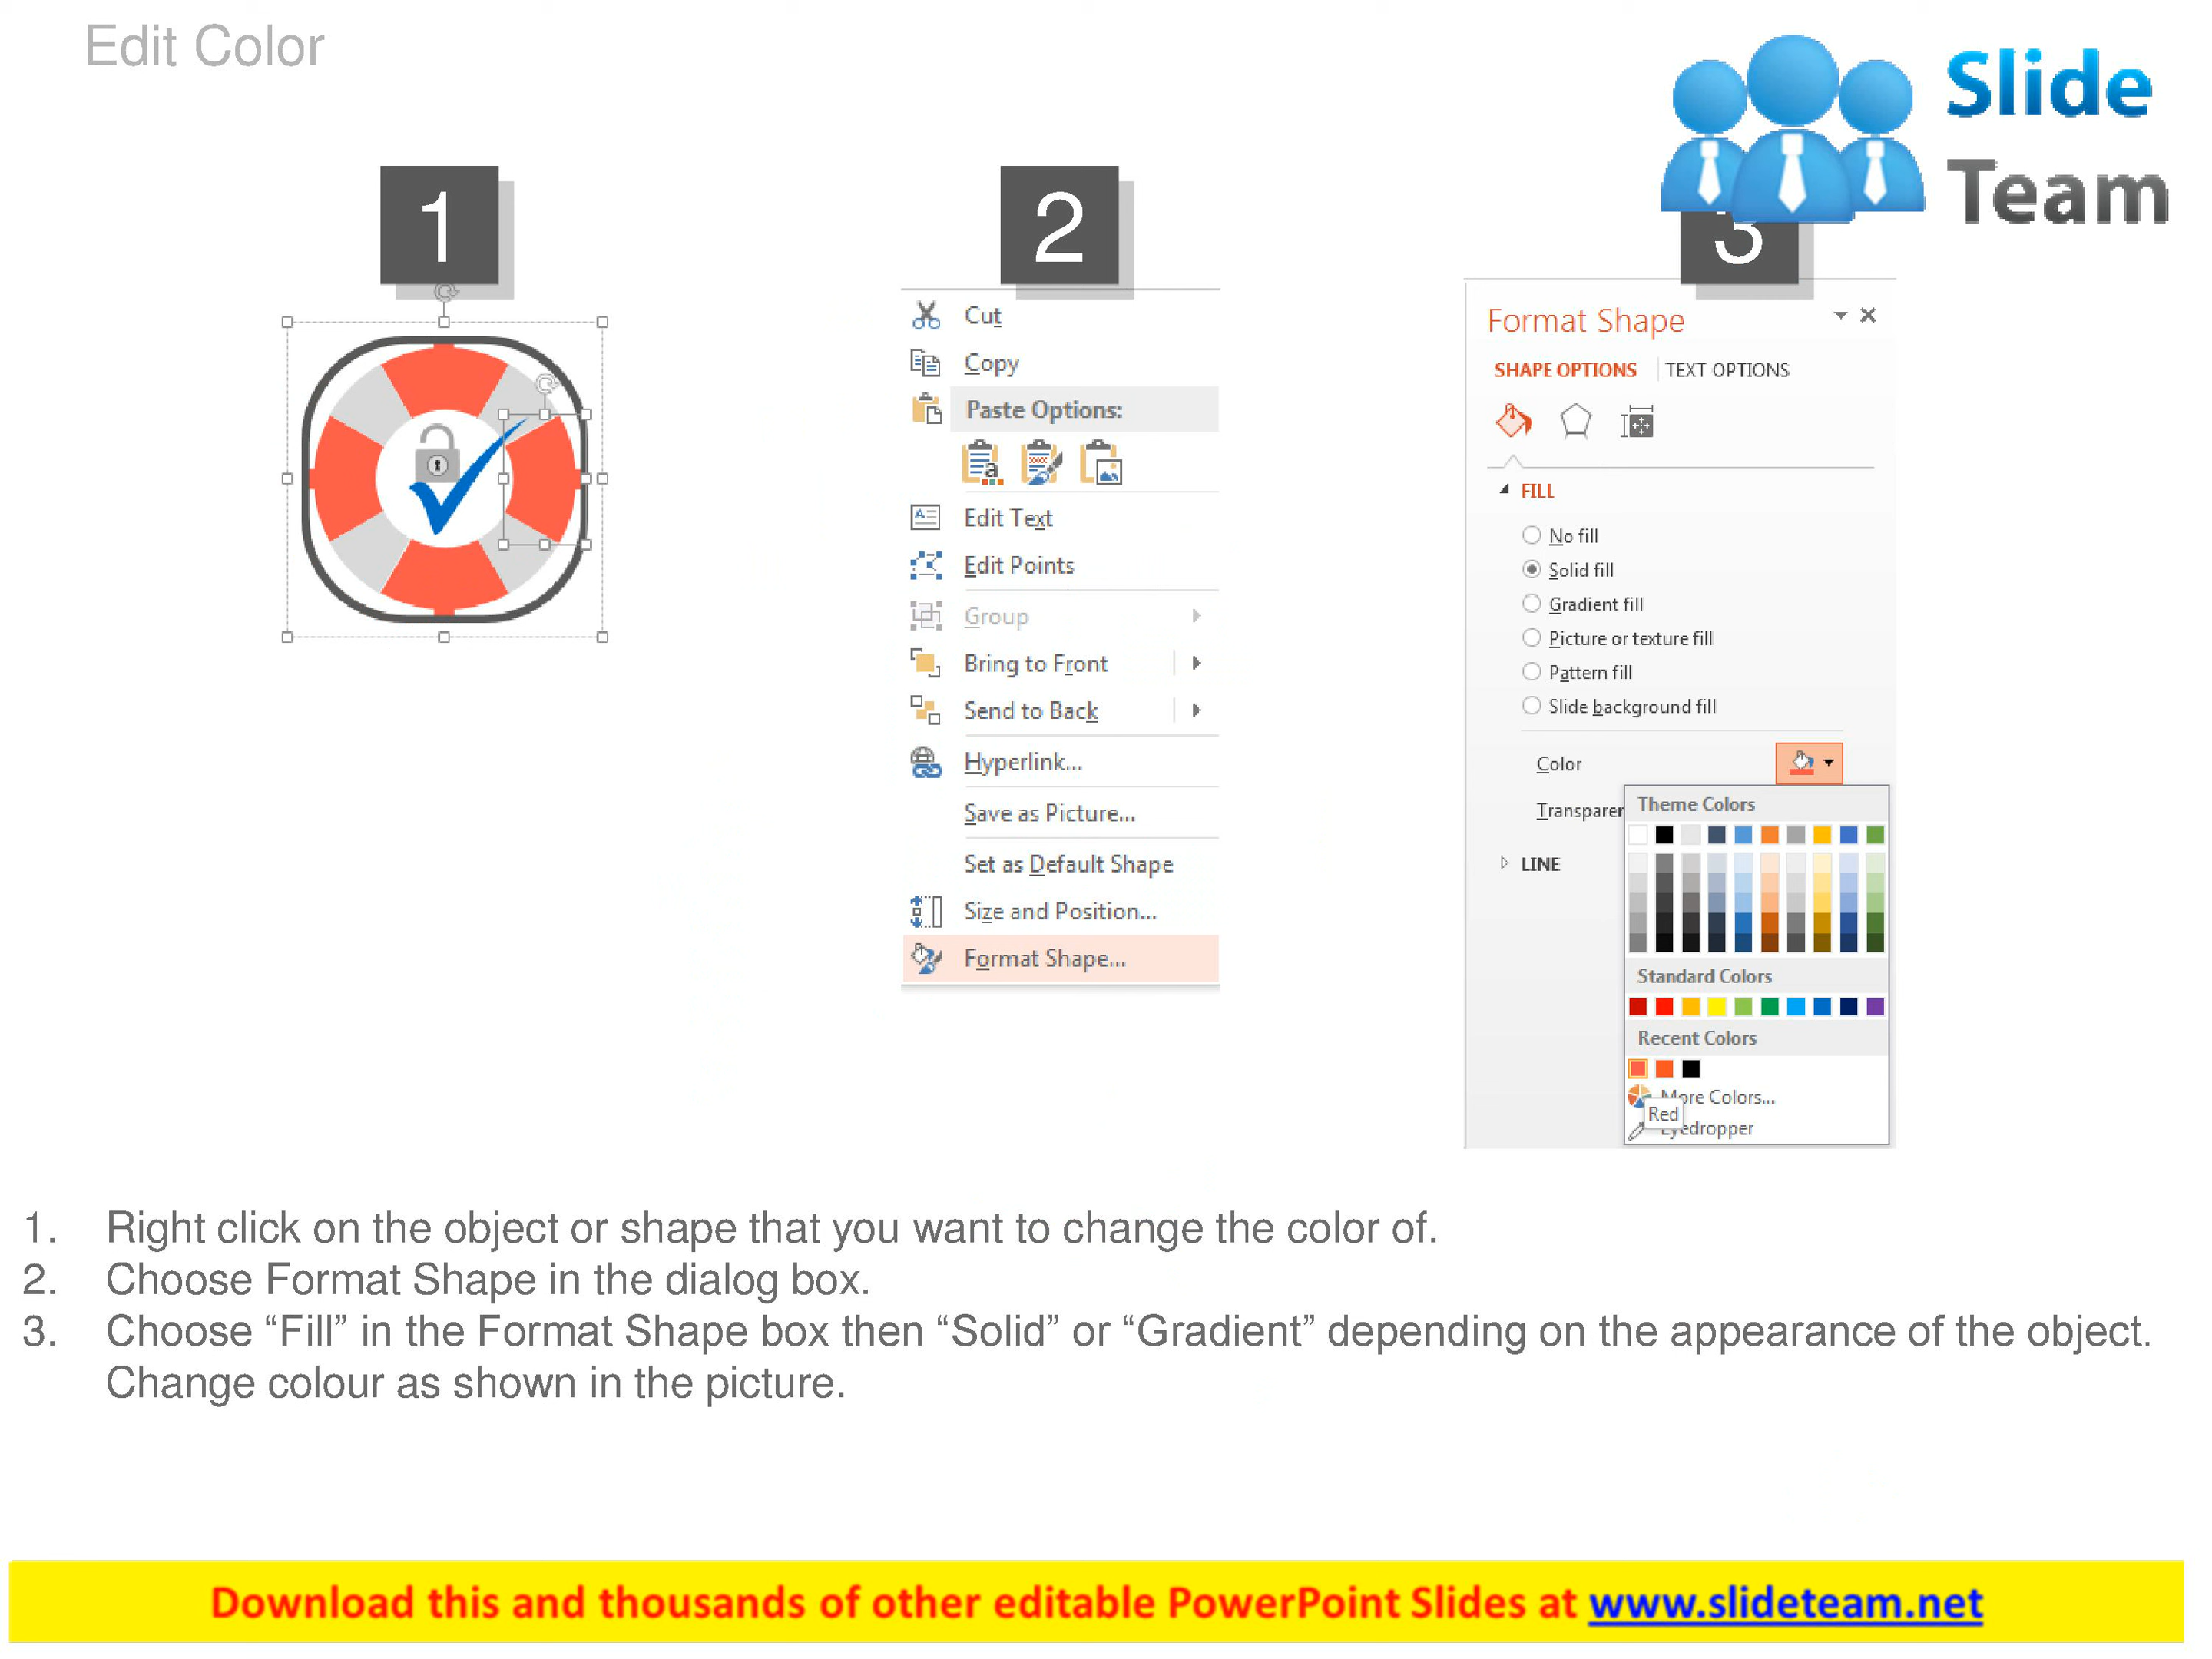 Edit Color
Slide
Team
1
2
3
Cut
Copy
Paste Options:
Edit Text
Edit Points
Group
Bring to Front
Send to Back
Hyperlink...
Save as Picture...
Set as Default Shape
Size and Position...
Format Shape...
Format Shape
SHAPE OPTIONS TEXT OPTIONS
FILL
No fill
Solid fill
Gradient fill
Picture or texture fill
Pattern fill
Slide background fill
Color
Theme Colors
LINE
Standard Colors
Recent Colors
More Colors...
Red
Eyedropper
1. Right click on the object or shape that you want to change the color of.
2. Choose Format Shape in the dialog box.
3. Choose “Fill” in the Format Shape box then “Solid” or “Gradient” depending on the appearance of the object.
Change colour as shown in the picture.
Download this and thousands of other editable PowerPoint Slides at www.slideteam.net